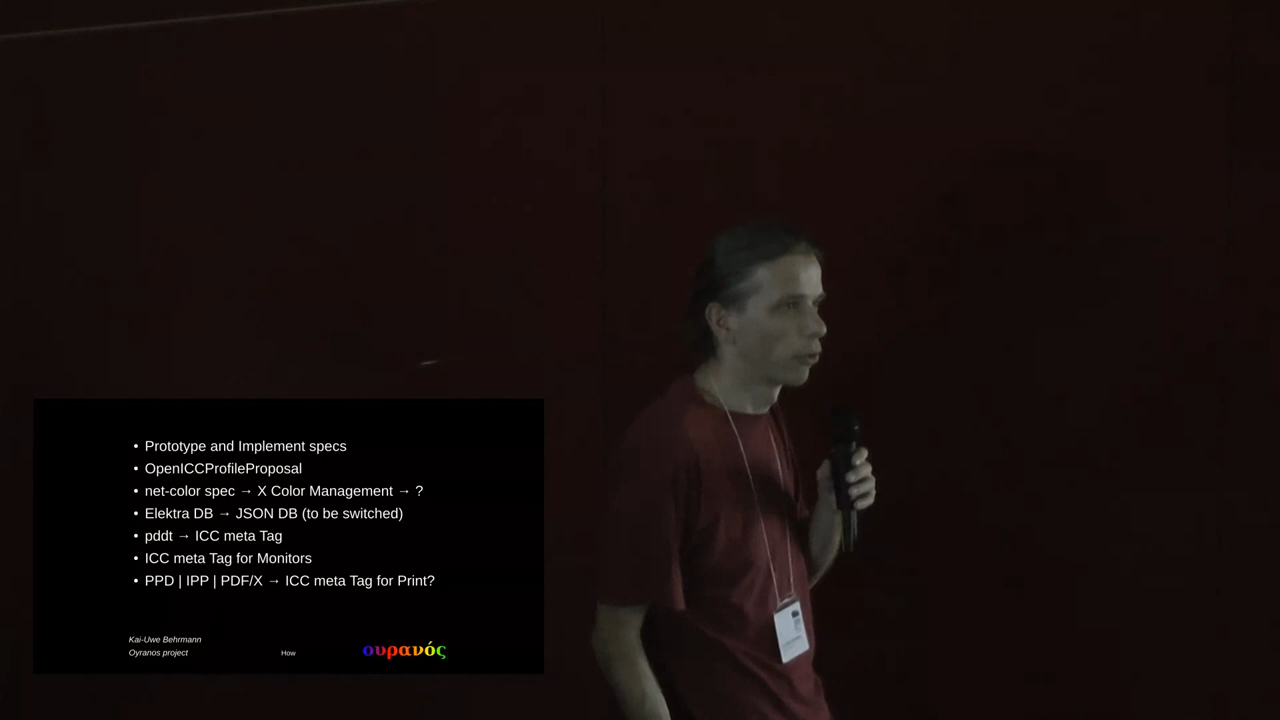 • Prototype and Implement specs
• OpenICCProfileProposal
• net-color spec → X Color Management → ?
• Elektra DB → JSON DB (to be switched)
• pddt → ICC meta Tag
• ICC meta Tag for Monitors
• PPD | IPP | PDF/X → ICC meta Tag for Print?
Kai-Uwe Behrmann
Oyranos project
How
ουρανός